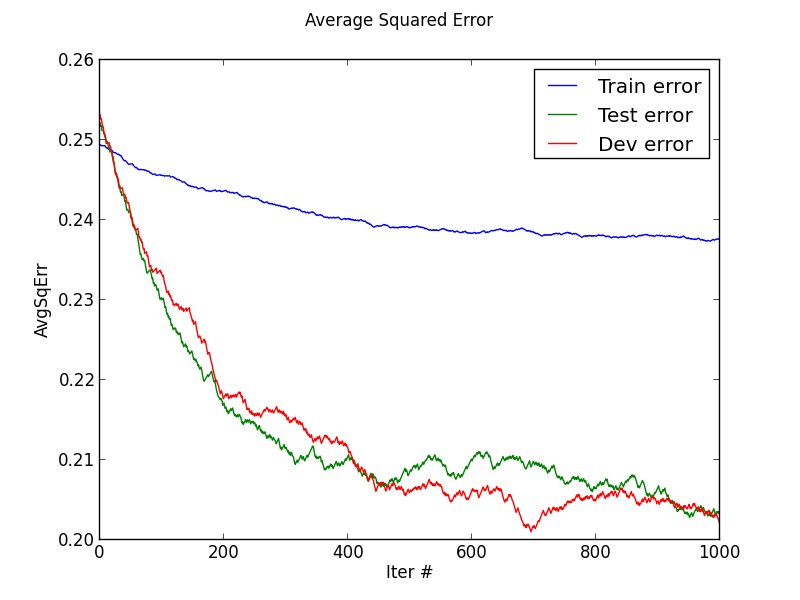 Average Squared Error
0.26
0.25
0.24
0.23
0.22
0.21
0.20
AvgSqErr
Train error
Test error
Dev error
0
200
400
600
800
1000
Iter #